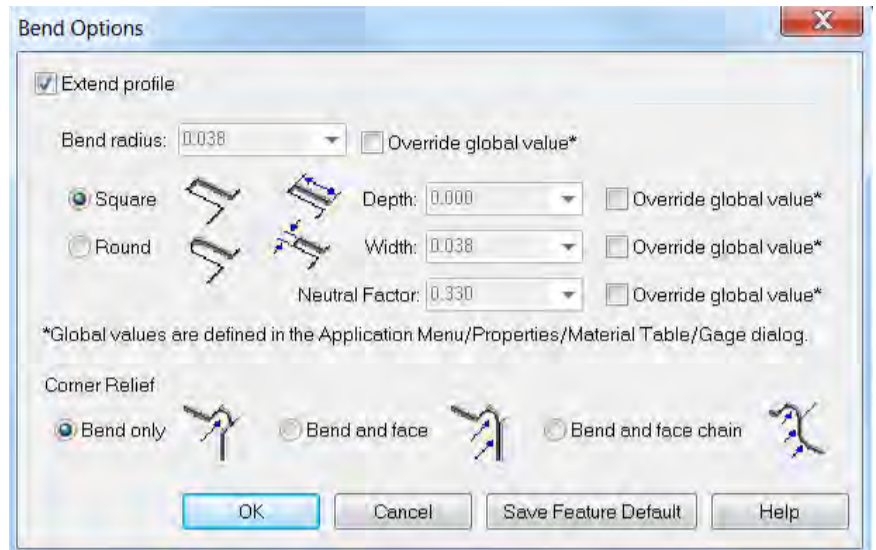 Bend Options
Extend profile
Bend radius: 0.038 Override global value*
Square Depth: 0.000 Override global value*
Round Width: 0.038 Override global value*
Neutral Factor: 0.330 Override global value*
*Global values are defined in the Application Menu/Properties/Material Table/Gage dialog.
Corner Relief
Bend only Bend and face Bend and face chain
OK Cancel Save Feature Default Help